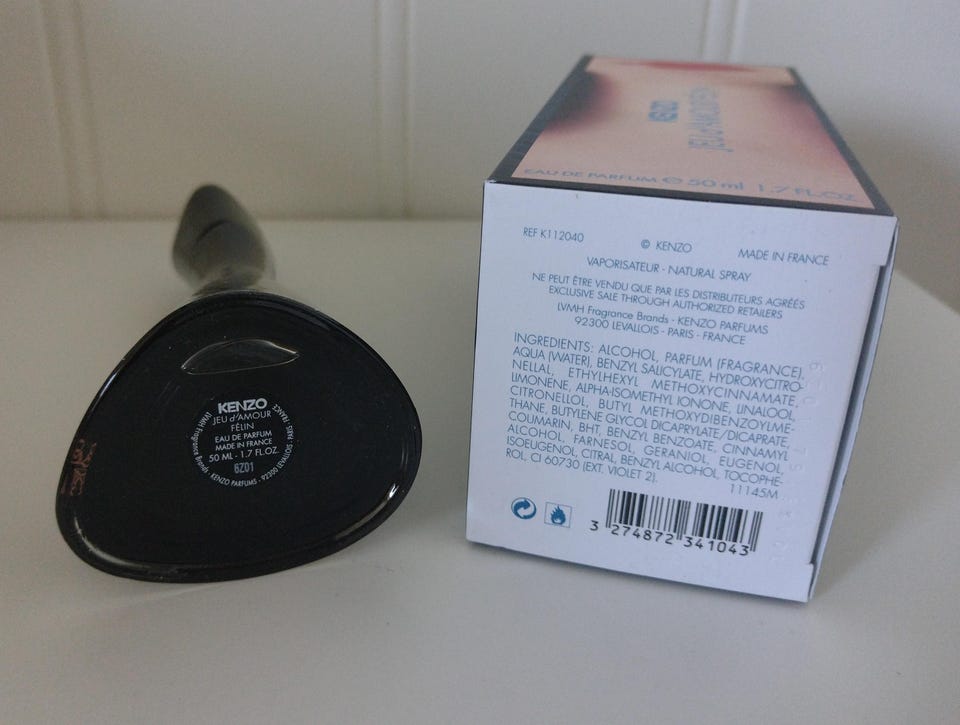 KENZO
JEU d'AMOUR
FÉLIN
EAU DE PARFUM
MADE IN FRANCE
50 ML - 1.7 FL.OZ.
6Z01
LVMH Fragrance Brands - KENZO PARFUMS - 92300 LEVALLOIS - PARIS - FRANCE
KENZO
JEU d'AMOUR
EAU DE PARFUM 50 ml 1.7 FL.OZ.
REF K112040
© KENZO
MADE IN FRANCE
VAPORISATEUR - NATURAL SPRAY
NE PEUT ÊTRE VENDU QUE PAR LES DISTRIBUTEURS AGRÉÉS
EXCLUSIVE SALE THROUGH AUTHORIZED RETAILERS
LVMH Fragrance Brands - KENZO PARFUMS
92300 LEVALLOIS - PARIS - FRANCE
INGREDIENTS: ALCOHOL, PARFUM (FRAGRANCE),
AQUA (WATER), BENZYL SALICYLATE, HYDROXYCITRO-
NELLAL, ETHYLHEXYL METHOXYCINNAMATE,
LIMONENE, ALPHA-ISOMETHYL IONONE, LINALOOL,
CITRONELLOL, BUTYL METHOXYDIBENZOYLME-
THANE, BUTYLENE GLYCOL DICAPRYLATE/DICAPRATE,
COUMARIN, BHT, BENZYL BENZOATE, CINNAMYL
ALCOHOL, FARNESOL, GERANIOL, EUGENOL,
ISOEUGENOL, CITRAL, BENZYL ALCOHOL, TOCOPHE-
ROL, CI 60730 (EXT. VIOLET 2).
11145M
3 274872 341043